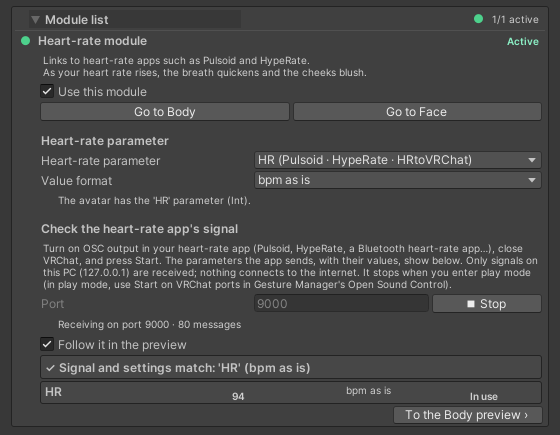 Module list
1/1 active
Heart-rate module
Active
Links to heart-rate apps such as Pulsoid and HypeRate.
As your heart rate rises, the breath quickens and the cheeks blush.
Use this module
Go to Body
Go to Face
Heart-rate parameter
Heart-rate parameter
HR (Pulsoid · HypeRate · HRtoVRChat)
Value format
bpm as is
The avatar has the 'HR' parameter (Int).
Check the heart-rate app's signal
Turn on OSC output in your heart-rate app (Pulsoid, HypeRate, a Bluetooth heart-rate app...), close
VRChat, and press Start. The parameters the app sends, with their values, show below. Only signals on
this PC (127.0.0.1) are received; nothing connects to the internet. It stops when you enter play mode
(in play mode, use Start on VRChat ports in Gesture Manager's Open Sound Control).
Port
9000
Stop
Receiving on port 9000 · 80 messages
Follow it in the preview
✓ Signal and settings match: 'HR' (bpm as is)
HR
94
bpm as is
In use
To the Body preview ›